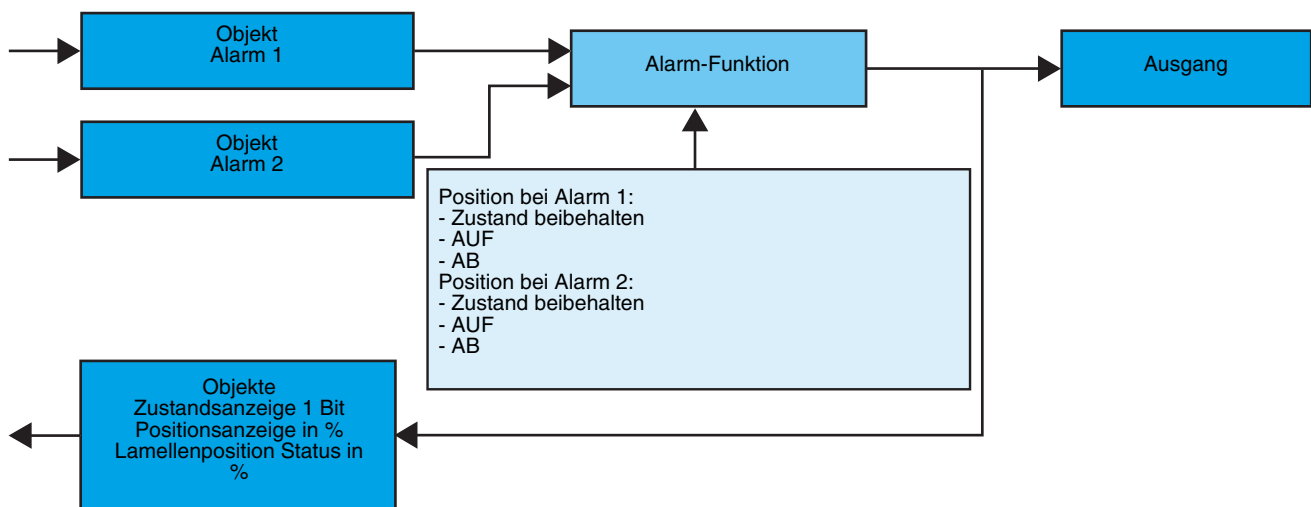 Objekt
Alarm 1
Alarm-Funktion
Ausgang
Objekt
Alarm 2
Position bei Alarm 1:
- Zustand beibehalten
- AUF
- AB
Position bei Alarm 2:
- Zustand beibehalten
- AUF
- AB
Objekte
Zustandsanzeige 1 Bit
Positionsanzeige in %
Lamellenposition Status in
%